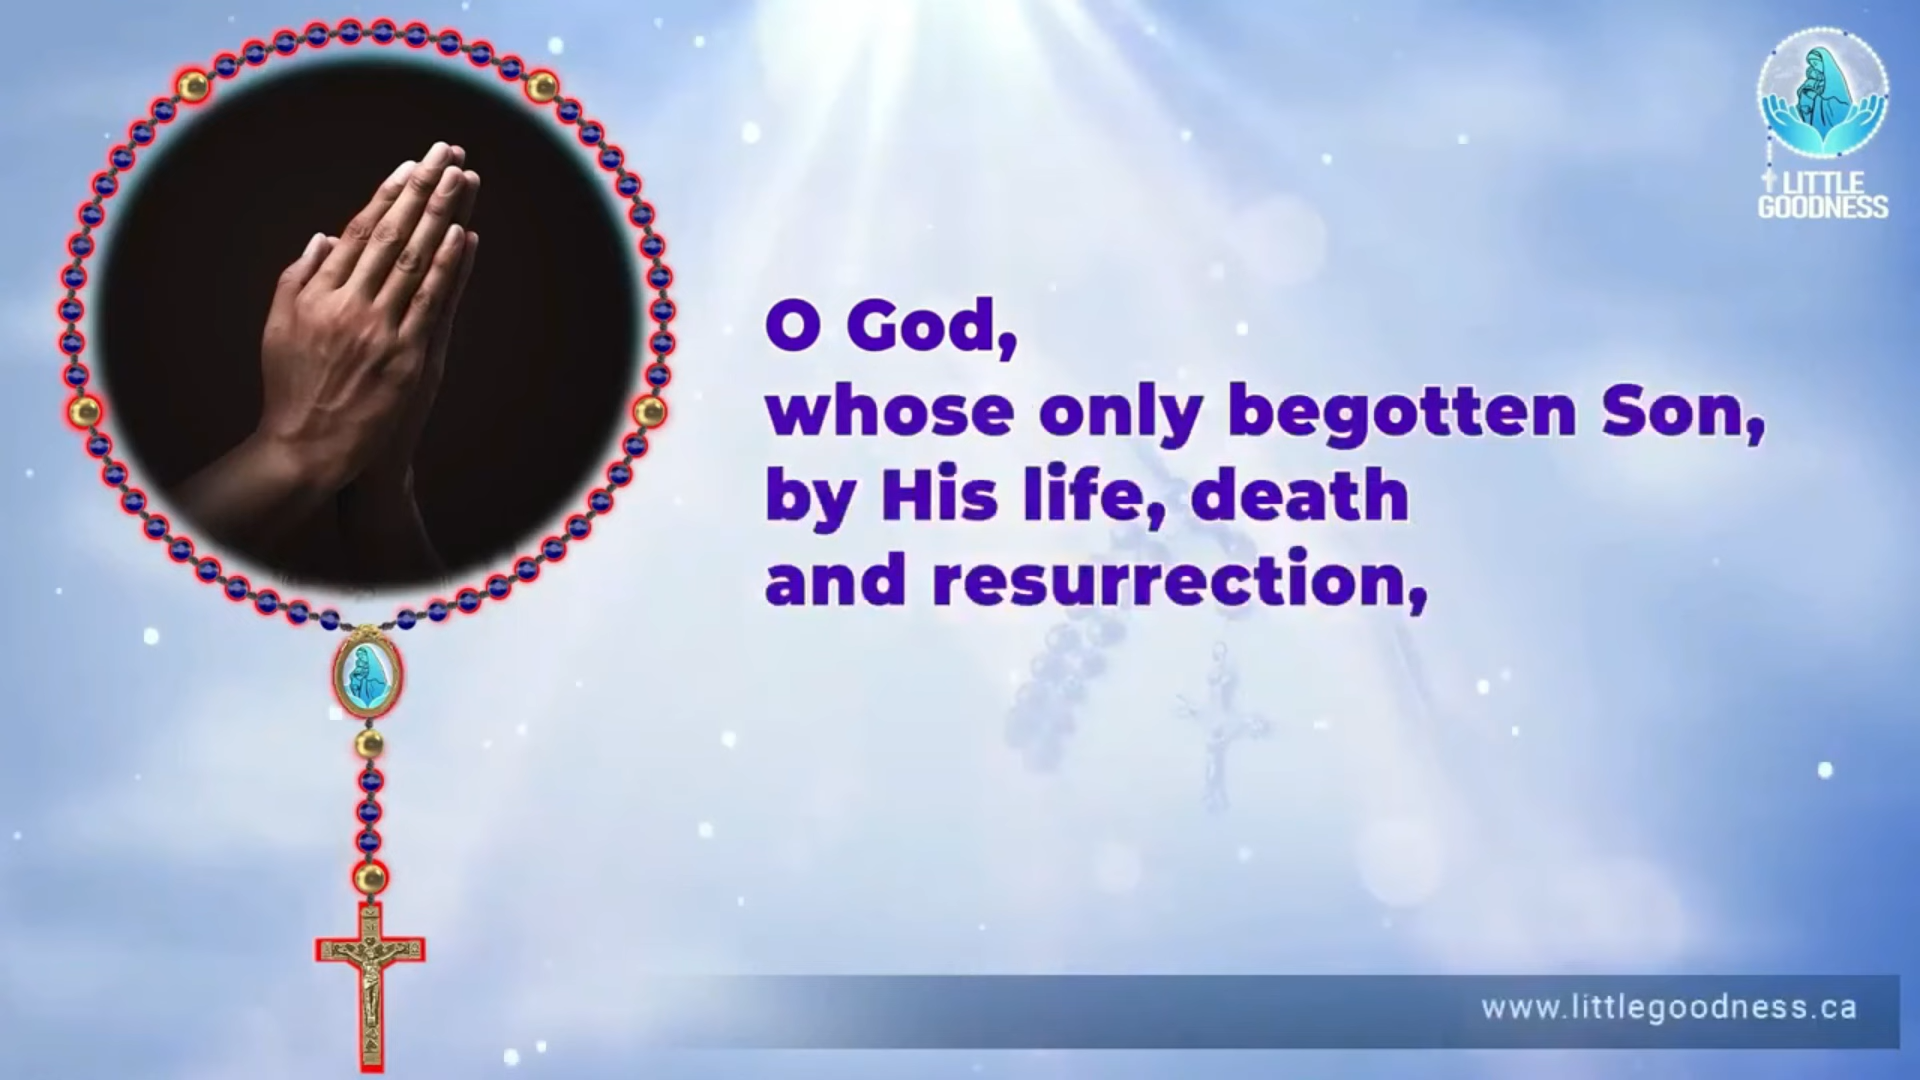 LITTLE
GOODNESS
O God,
whose only begotten Son,
by His life, death
and resurrection,
www.littlegoodness.ca